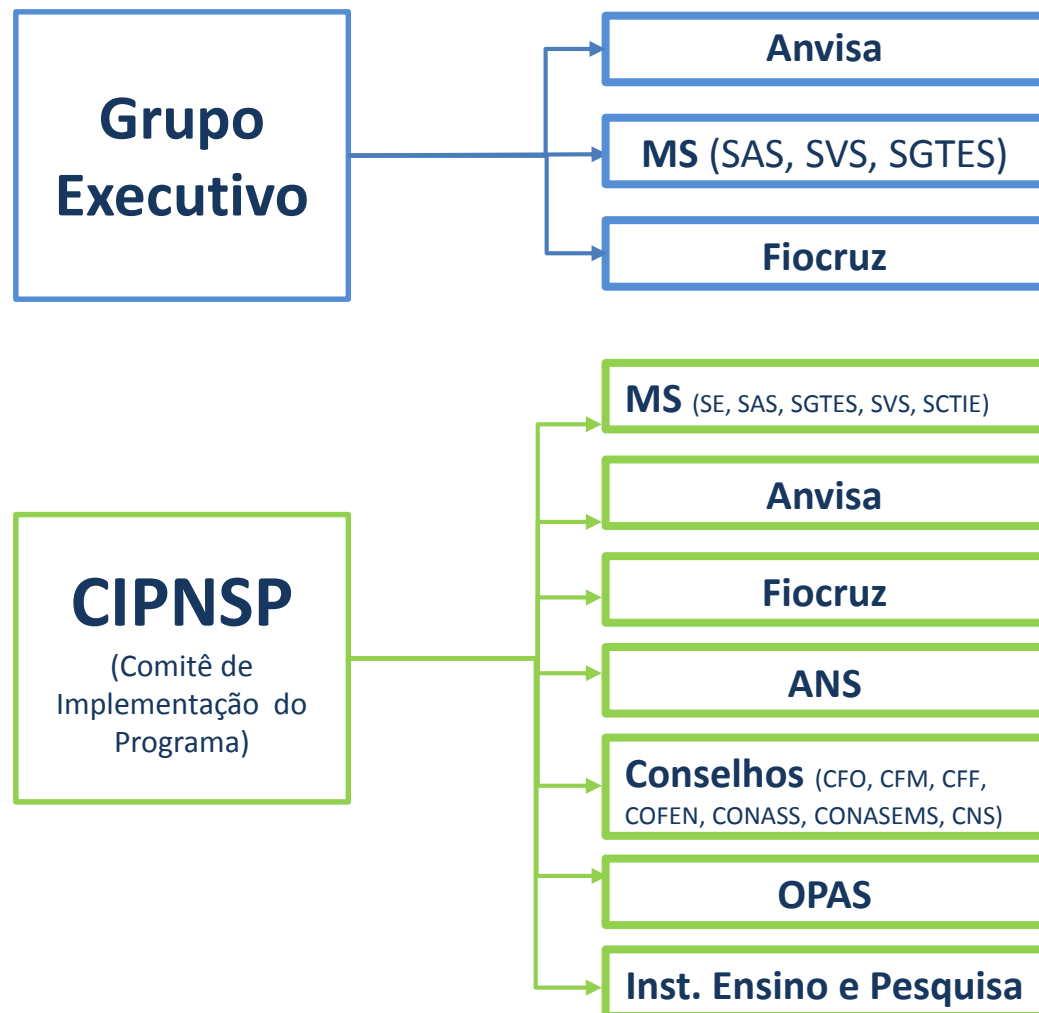 Grupo
Executivo
Anvisa
MS (SAS, SVS, SGTES)
Fiocruz
CIPNSP
(Comitê de
Implementação do
Programa)
MS (SE, SAS, SGTES, SVS, SCTIE)
Anvisa
Fiocruz
ANS
Conselhos (CFO, CFM, CFF,
COFEN, CONASS, CONASEMS, CNS)
OPAS
Inst. Ensino e Pesquisa